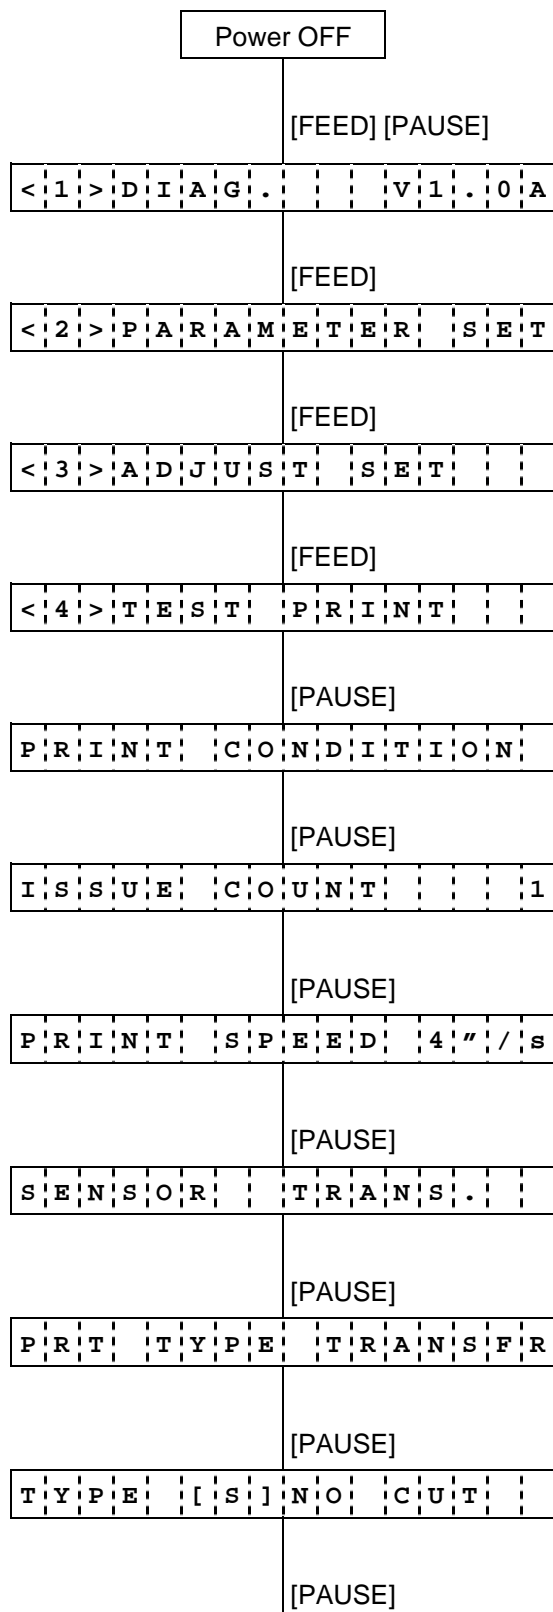 Power OFF
[FEED] [PAUSE]
<1>DIAG.   V1.0A
[FEED]
<2>PARAMETER SET
[FEED]
<3>ADJUST SET
[FEED]
<4>TEST PRINT
[PAUSE]
PRINT CONDITION
[PAUSE]
ISSUE COUNT    1
[PAUSE]
PRINT SPEED 4″/s
[PAUSE]
SENSOR  TRANS.
[PAUSE]
PRT TYPE TRANSFR
[PAUSE]
TYPE [S]NO CUT
[PAUSE]